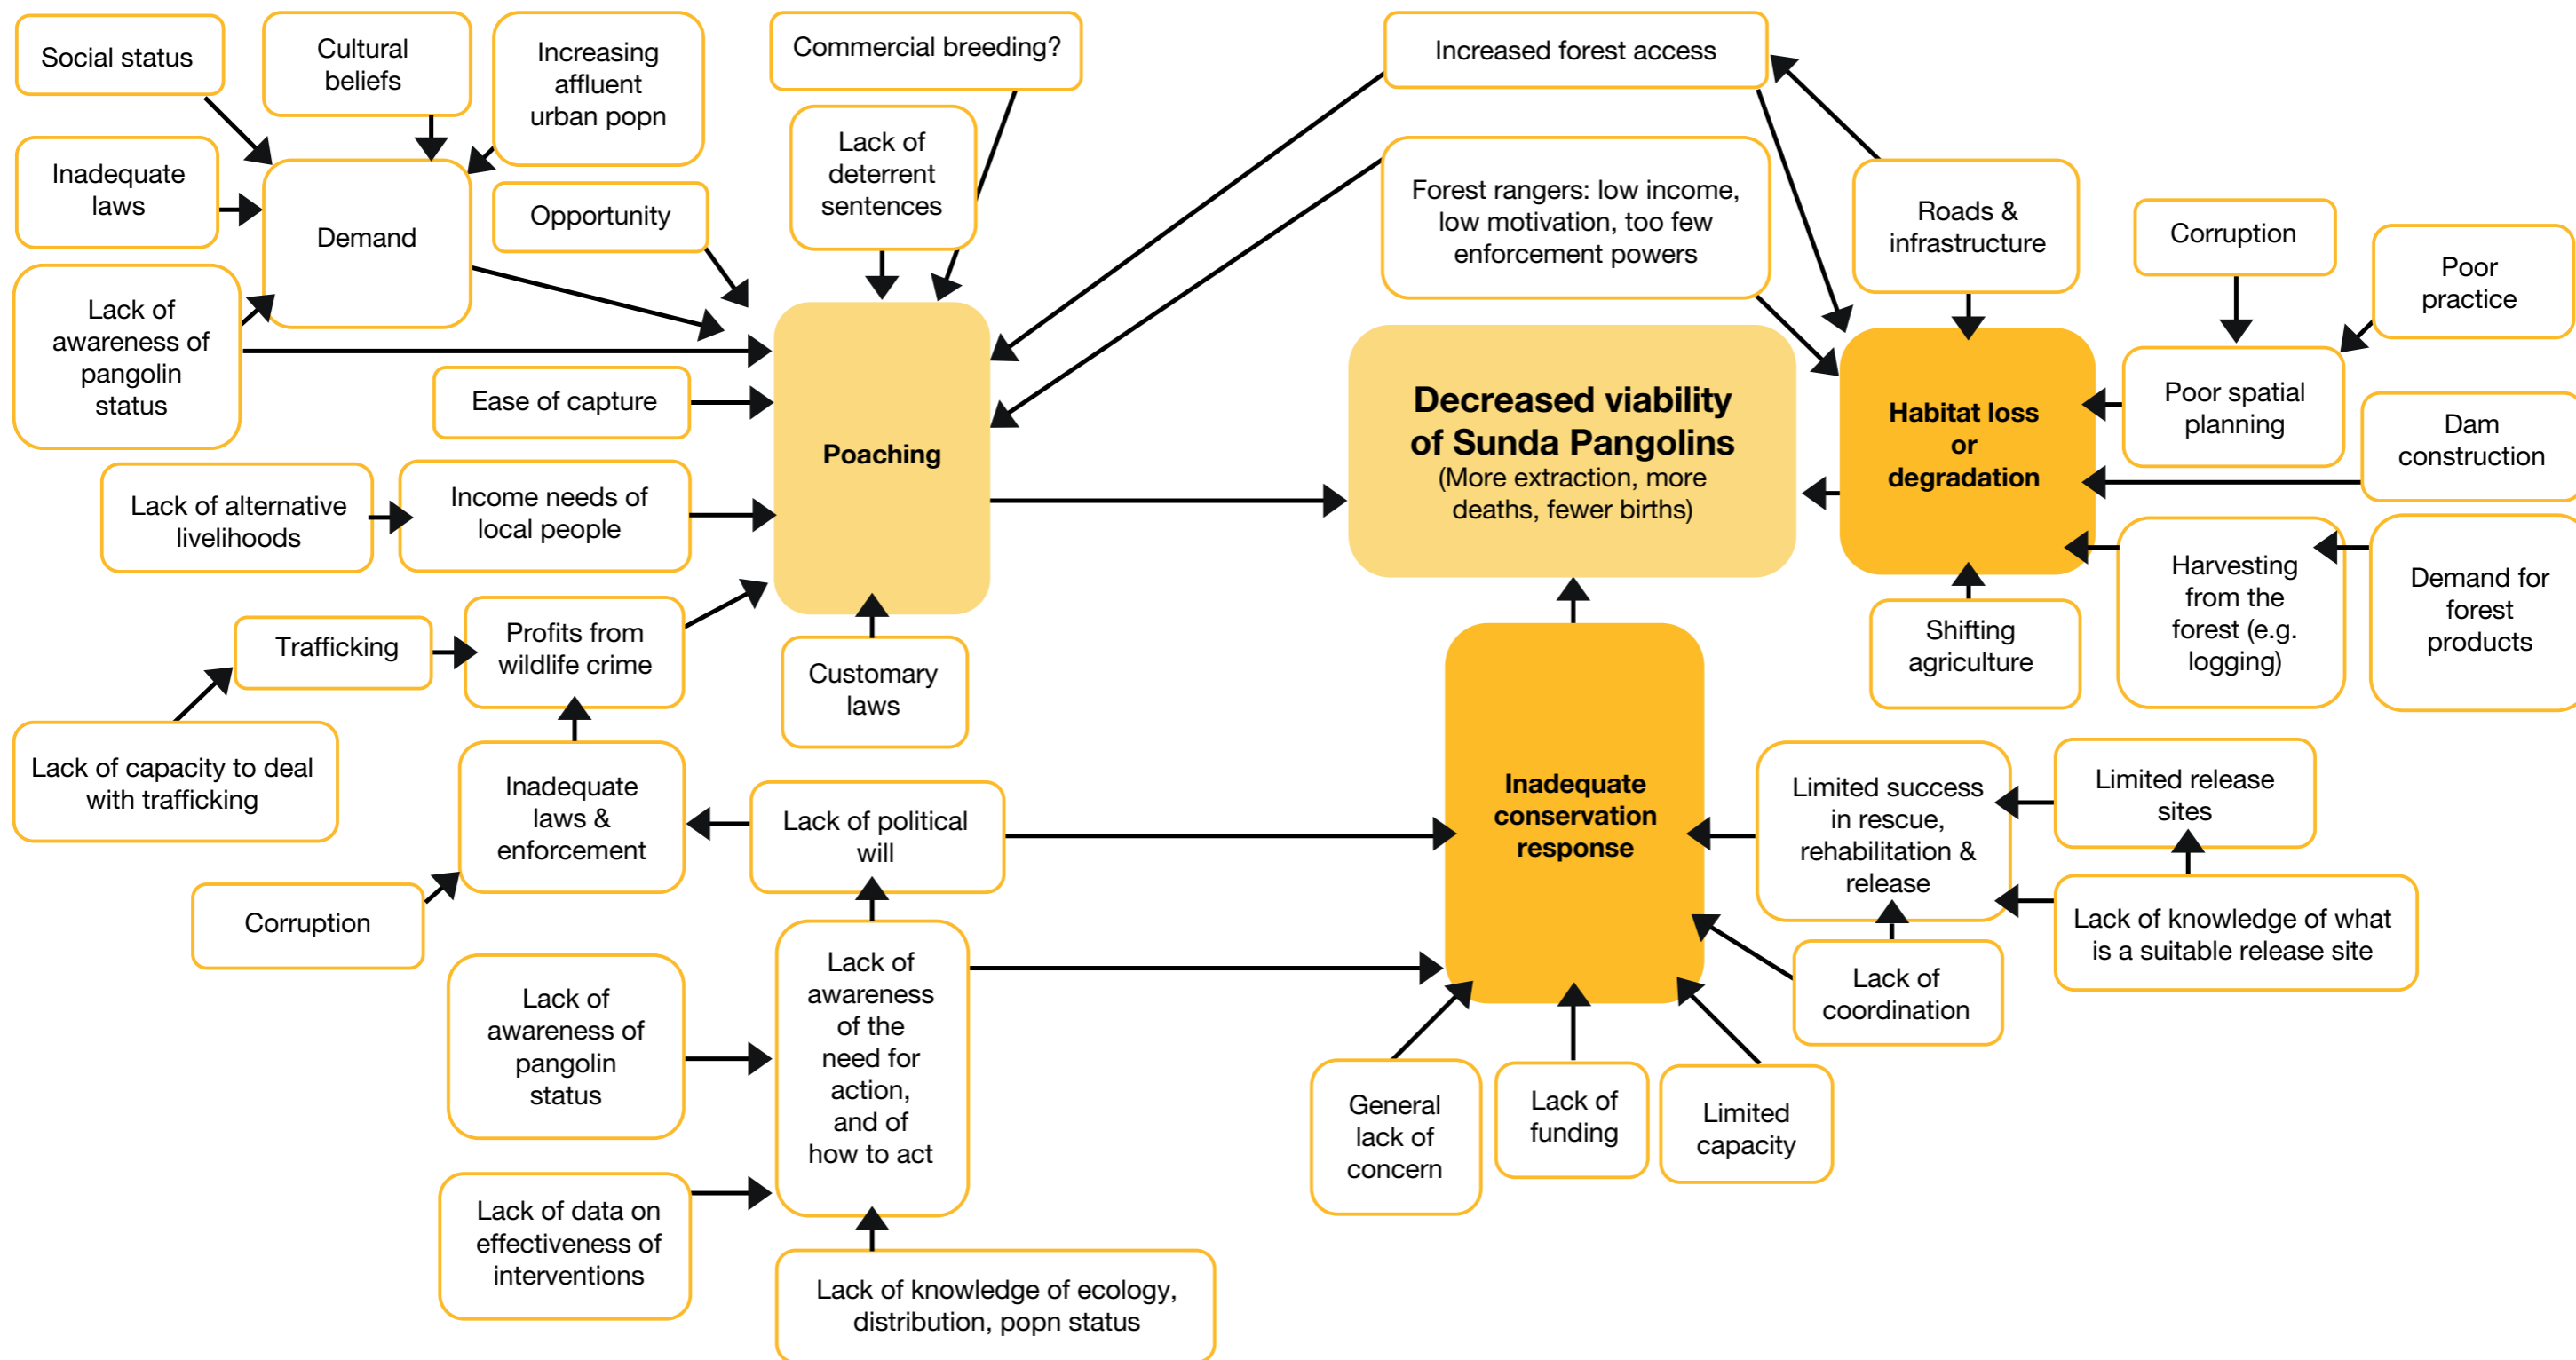 Social status
Cultural
beliefs
Increasing
affluent
urban popn
Commercial breeding?
Increased forest access
Inadequate
laws
Demand
Opportunity
Lack of
deterrent
sentences
Forest rangers: low income,
low motivation, too few
enforcement powers
Roads &
infrastructure
Corruption
Poor
practice
Lack of
awareness of
pangolin
status
Ease of capture
Poaching
Decreased viability
of Sunda Pangolins
(More extraction, more
deaths, fewer births)
Habitat loss
or
degradation
Poor spatial
planning
Dam
construction
Lack of alternative
livelihoods
Income needs of
local people
Harvesting
from the
forest (e.g.
logging)
Demand for
forest
products
Shifting
agriculture
Trafficking
Profits from
wildlife crime
Customary
laws
Lack of capacity to deal
with trafficking
Inadequate
laws &
enforcement
Lack of political
will
Inadequate
conservation
response
Limited success
in rescue,
rehabilitation &
release
Limited release
sites
Corruption
Lack of knowledge of what
is a suitable release site
Lack of
coordination
Lack of
awareness of
pangolin
status
Lack of
awareness
of the
need for
action,
and of
how to act
General
lack of
concern
Lack of
funding
Limited
capacity
Lack of data on
effectiveness of
interventions
Lack of knowledge of ecology,
distribution, popn status